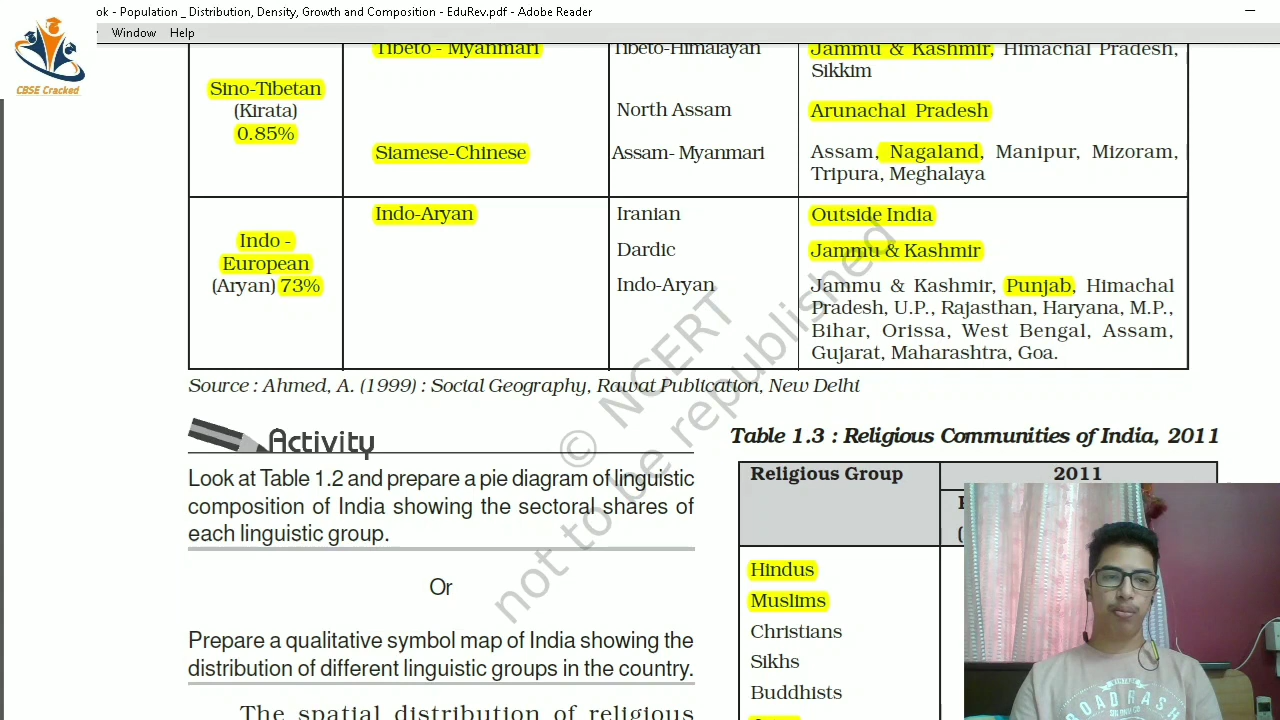 ok - Population _ Distribution, Density, Growth and Composition - EduRev.pdf - Adobe Reader
Window Help
CBSE Cracked
Tibeto - Myanmari
Tibeto-Himalayan
Jammu & Kashmir, Himachal Pradesh,
Sikkim
Sino-Tibetan
(Kirata)
0.85%
North Assam
Arunachal Pradesh
Siamese-Chinese
Assam- Myanmari
Assam, Nagaland, Manipur, Mizoram,
Tripura, Meghalaya
Indo -
European
(Aryan) 73%
Indo-Aryan
Iranian
Outside India
Dardic
Jammu & Kashmir
Indo-Aryan
Jammu & Kashmir, Punjab, Himachal
Pradesh, U.P., Rajasthan, Haryana, M.P.,
Bihar, Orissa, West Bengal, Assam,
Gujarat, Maharashtra, Goa.
Source : Ahmed, A. (1999) : Social Geography, Rawat Publication, New Delhi
© NCERT
not to be republished
Activity
Look at Table 1.2 and prepare a pie diagram of linguistic
composition of India showing the sectoral shares of
each linguistic group.
Or
Prepare a qualitative symbol map of India showing the
distribution of different linguistic groups in the country.
The spatial distribution of religious
Table 1.3 : Religious Communities of India, 2011
Religious Group
2011
Hindus
Muslims
Christians
Sikhs
Buddhists